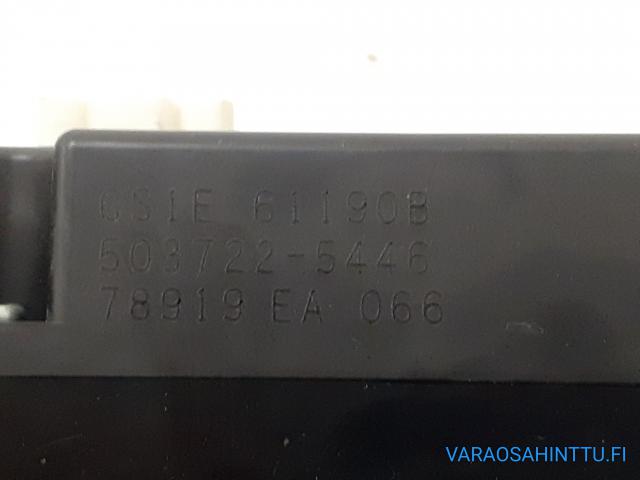 GS1E 61190B
503722-5446
78919 EA 066
VARAOSAHINTTU.FI